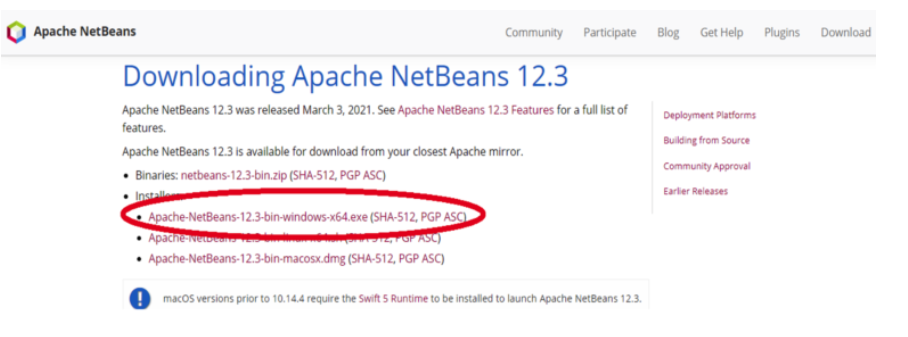 Apache NetBeans
Community Participate Blog Get Help Plugins Download
Downloading Apache NetBeans 12.3
Apache NetBeans 12.3 was released March 3, 2021. See Apache NetBeans 12.3 Features for a full list of
features.
Apache NetBeans 12.3 is available for download from your closest Apache mirror.
• Binaries: netbeans-12.3-bin.zip (SHA-512, PGP ASC)
• Apache-NetBeans-12.3-bin-windows-x64.exe (SHA-512, PGP ASC)
• Apache-NetBeans-12.3-bin-linux-x64.sh (SHA-512, PGP ASC)
• Apache-NetBeans-12.3-bin-macosx.dmg (SHA-512, PGP ASC)
macOS versions prior to 10.14.4 require the Swift 5 Runtime to be installed to launch Apache NetBeans 12.3.
Deployment Platforms
Building from Source
Community Approval
Earlier Releases